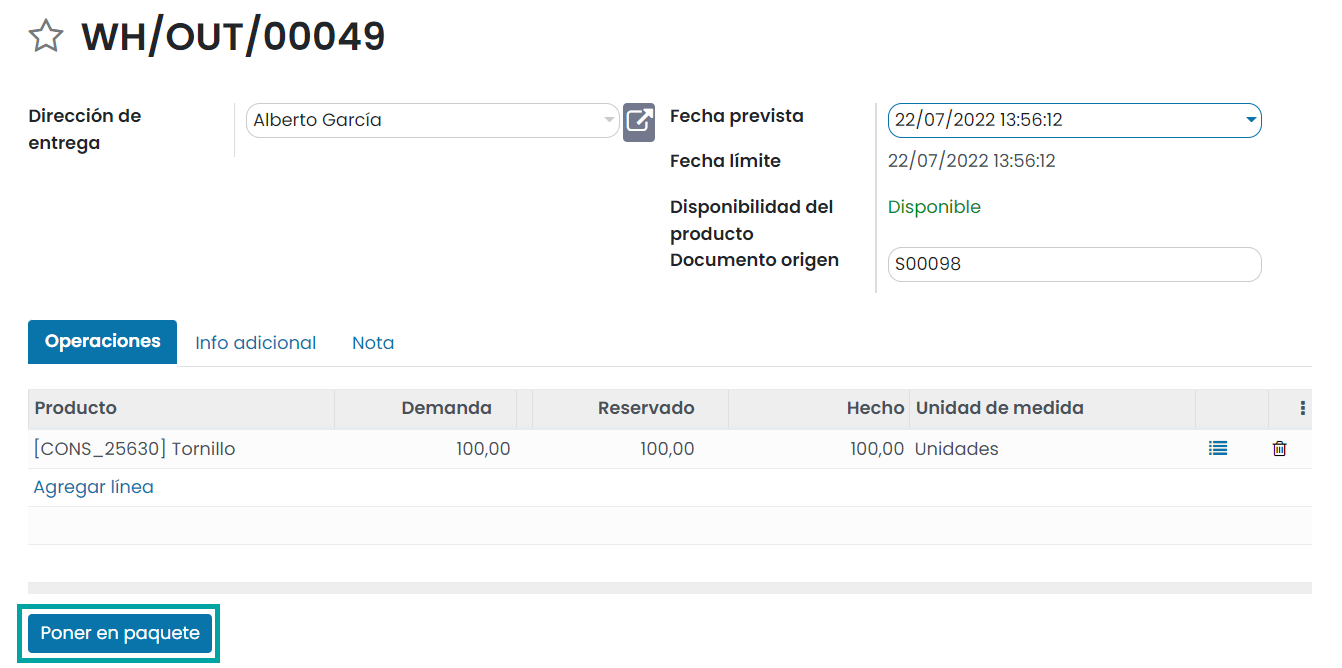 WH/OUT/00049
Dirección de
entrega
Alberto García
Fecha prevista
22/07/2022 13:56:12
Fecha límite
22/07/2022 13:56:12
Disponibilidad del
producto
Disponible
Documento origen
S00098
Operaciones Info adicional Nota
Producto Demanda Reservado Hecho Unidad de medida
[CONS_25630] Tornillo 100,00 100,00 100,00 Unidades
Agregar línea
Poner en paquete